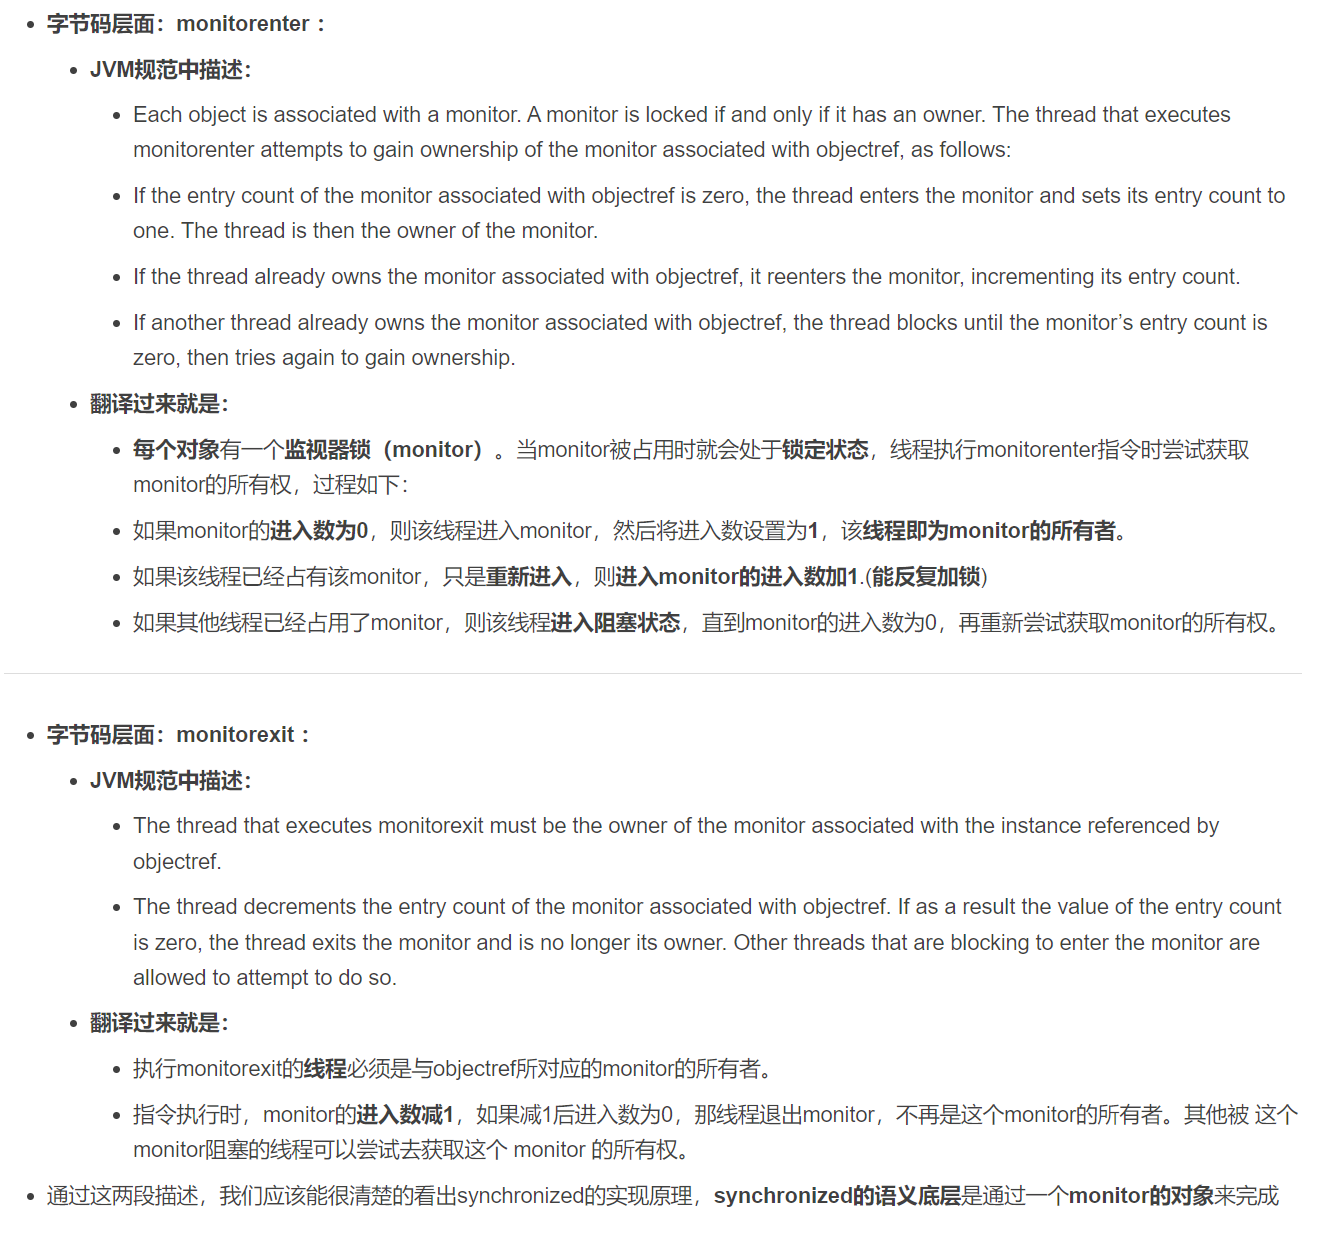 字节码层面：monitorenter ：
JVM规范中描述：
Each object is associated with a monitor. A monitor is locked if and only if it has an owner. The thread that executes
monitorenter attempts to gain ownership of the monitor associated with objectref, as follows:
If the entry count of the monitor associated with objectref is zero, the thread enters the monitor and sets its entry count to
one. The thread is then the owner of the monitor.
If the thread already owns the monitor associated with objectref, it reenters the monitor, incrementing its entry count.
If another thread already owns the monitor associated with objectref, the thread blocks until the monitor’s entry count is
zero, then tries again to gain ownership.
翻译过来就是：
每个对象有一个监视器锁（monitor）。当monitor被占用时就会处于锁定状态，线程执行monitorenter指令时尝试获取
monitor的所有权，过程如下：
如果monitor的进入数为0，则该线程进入monitor，然后将进入数设置为1，该线程即为monitor的所有者。
如果该线程已经占有该monitor，只是重新进入，则进入monitor的进入数加1.(能反复加锁)
如果其他线程已经占用了monitor，则该线程进入阻塞状态，直到monitor的进入数为0，再重新尝试获取monitor的所有权。
字节码层面：monitorexit ：
JVM规范中描述：
The thread that executes monitorexit must be the owner of the monitor associated with the instance referenced by
objectref.
The thread decrements the entry count of the monitor associated with objectref. If as a result the value of the entry count
is zero, the thread exits the monitor and is no longer its owner. Other threads that are blocking to enter the monitor are
allowed to attempt to do so.
翻译过来就是：
执行monitorexit的线程必须是与objectref所对应的monitor的所有者。
指令执行时，monitor的进入数减1，如果减1后进入数为0，那线程退出monitor，不再是这个monitor的所有者。其他被 这个
monitor阻塞的线程可以尝试去获取这个 monitor 的所有权。
通过这两段描述，我们应该能很清楚的看出synchronized的实现原理，synchronized的语义底层是通过一个monitor的对象来完成